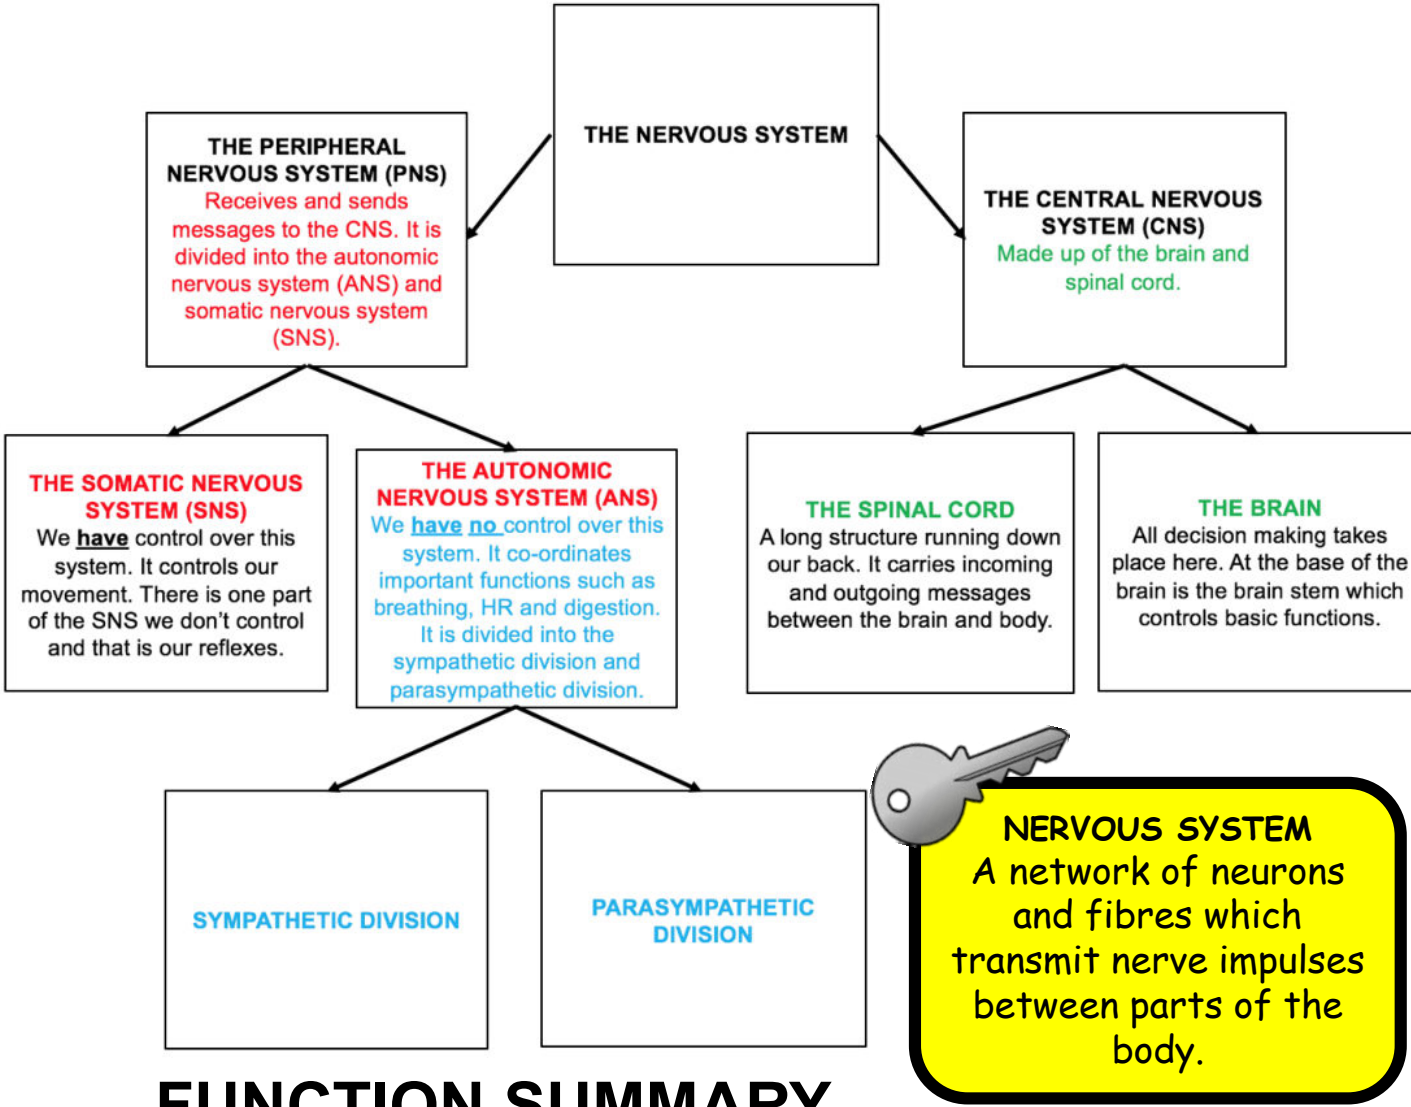 THE NERVOUS SYSTEM
THE PERIPHERAL
NERVOUS SYSTEM (PNS)
Receives and sends
messages to the CNS. It is
divided into the autonomic
nervous system (ANS) and
somatic nervous system
(SNS).
THE CENTRAL NERVOUS
SYSTEM (CNS)
Made up of the brain and
spinal cord.
THE SOMATIC NERVOUS
SYSTEM (SNS)
We have control over this
system. It controls our
movement. There is one part
of the SNS we don't control
and that is our reflexes.
THE AUTONOMIC
NERVOUS SYSTEM (ANS)
We have no control over this
system. It co-ordinates
important functions such as
breathing, HR and digestion.
It is divided into the
sympathetic division and
parasympathetic division.
THE SPINAL CORD
A long structure running down
our back. It carries incoming
and outgoing messages
between the brain and body.
THE BRAIN
All decision making takes
place here. At the base of the
brain is the brain stem which
controls basic functions.
SYMPATHETIC DIVISION
PARASYMPATHETIC
DIVISION
NERVOUS SYSTEM
A network of neurons
and fibres which
transmit nerve impulses
between parts of the
body.
FUNCTION SUMMARY